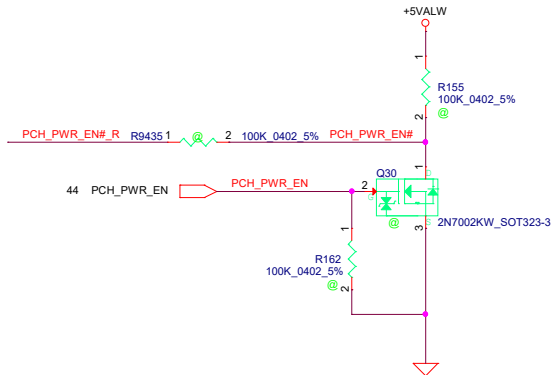 +5VALW
1
R155
100K_0402_5%
2
@
PCH_PWR_EN#_R
R9435
1
@
2
100K_0402_5%
PCH_PWR_EN#
1
D
Q30
44
PCH_PWR_EN
PCH_PWR_EN
2
G
2N7002KW_SOT323-3
@
S
3
1
R162
100K_0402_5%
@
2